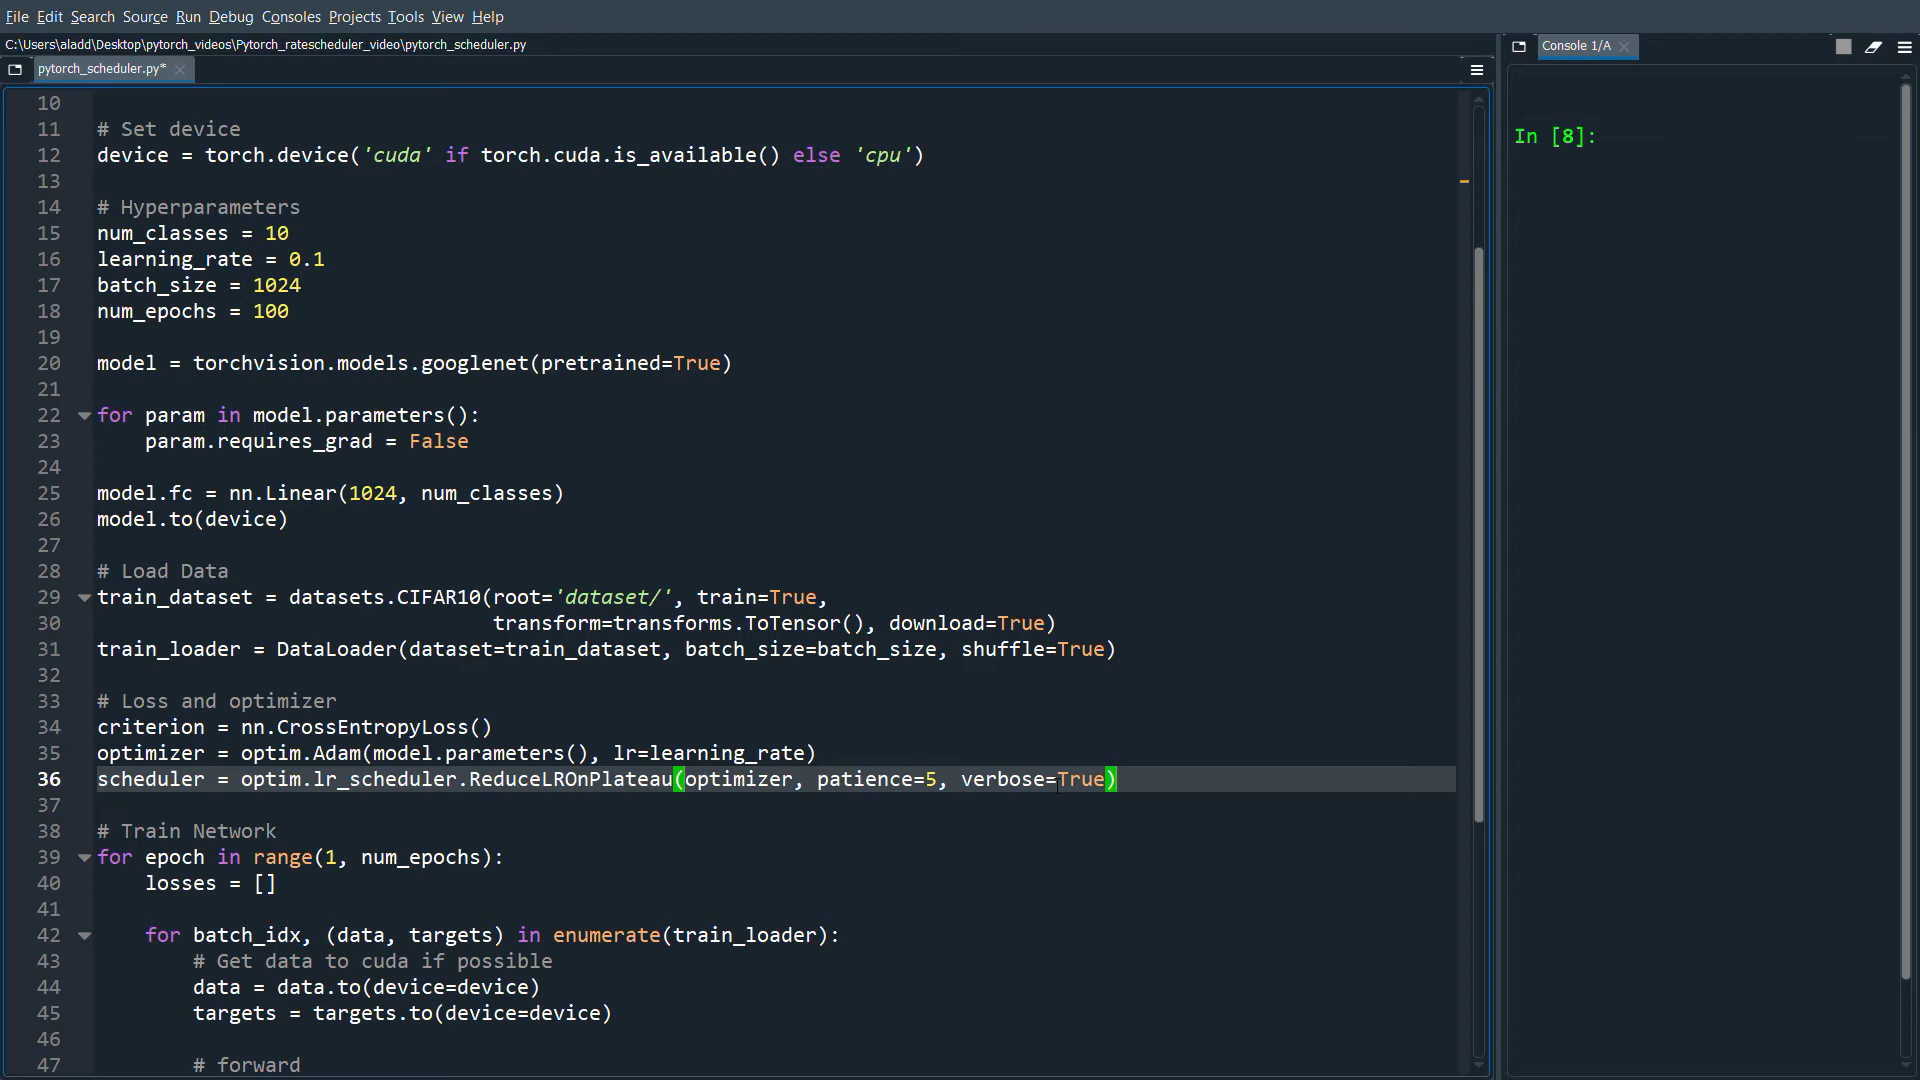 File Edit Search Source Run Debug Consoles Projects Tools View Help
C:\Users\aladd\Desktop\pytorch_videos\Pytorch_ratescheduler_video\pytorch_scheduler.py
pytorch_scheduler.py*
10
11 # Set device
12 device = torch.device('cuda' if torch.cuda.is_available() else 'cpu')
13
14 # Hyperparameters
15 num_classes = 10
16 learning_rate = 0.1
17 batch_size = 1024
18 num_epochs = 100
19
20 model = torchvision.models.googlenet(pretrained=True)
21
22 for param in model.parameters():
23     param.requires_grad = False
24
25 model.fc = nn.Linear(1024, num_classes)
26 model.to(device)
27
28 # Load Data
29 train_dataset = datasets.CIFAR10(root='dataset/', train=True,
30                                  transform=transforms.ToTensor(), download=True)
31 train_loader = DataLoader(dataset=train_dataset, batch_size=batch_size, shuffle=True)
32
33 # Loss and optimizer
34 criterion = nn.CrossEntropyLoss()
35 optimizer = optim.Adam(model.parameters(), lr=learning_rate)
36 scheduler = optim.lr_scheduler.ReduceLROnPlateau(optimizer, patience=5, verbose=True)
37
38 # Train Network
39 for epoch in range(1, num_epochs):
40     losses = []
41
42     for batch_idx, (data, targets) in enumerate(train_loader):
43         # Get data to cuda if possible
44         data = data.to(device=device)
45         targets = targets.to(device=device)
46
47         # forward
Console 1/A
In [8]: